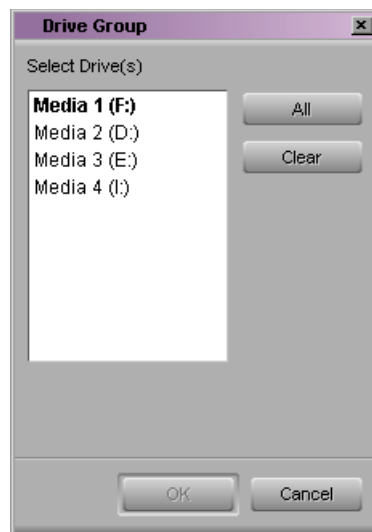 Drive Group
Select Drive(s)
Media 1 (F:)
Media 2 (D:)
Media 3 (E:)
Media 4 (I:)
All
Clear
OK
Cancel